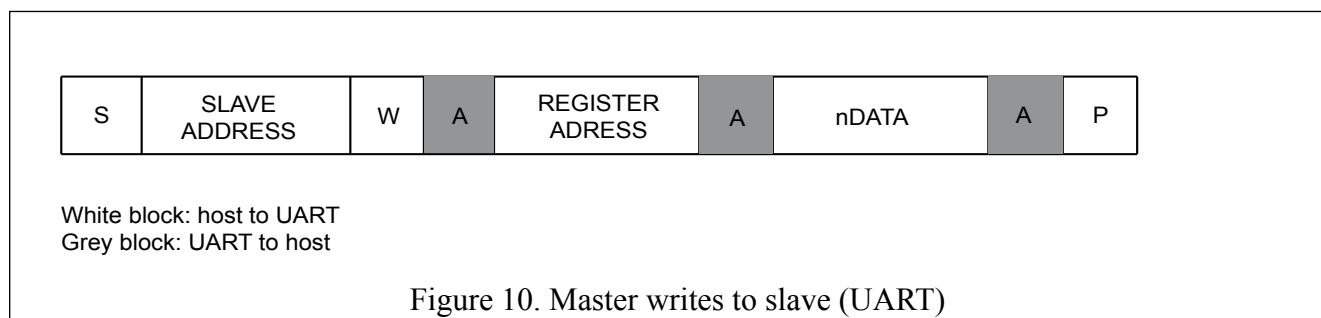 S
SLAVE
ADDRESS
W
A
REGISTER
ADRESS
A
nDATA
A
P
White block: host to UART
Grey block: UART to host
Figure 10. Master writes to slave (UART)